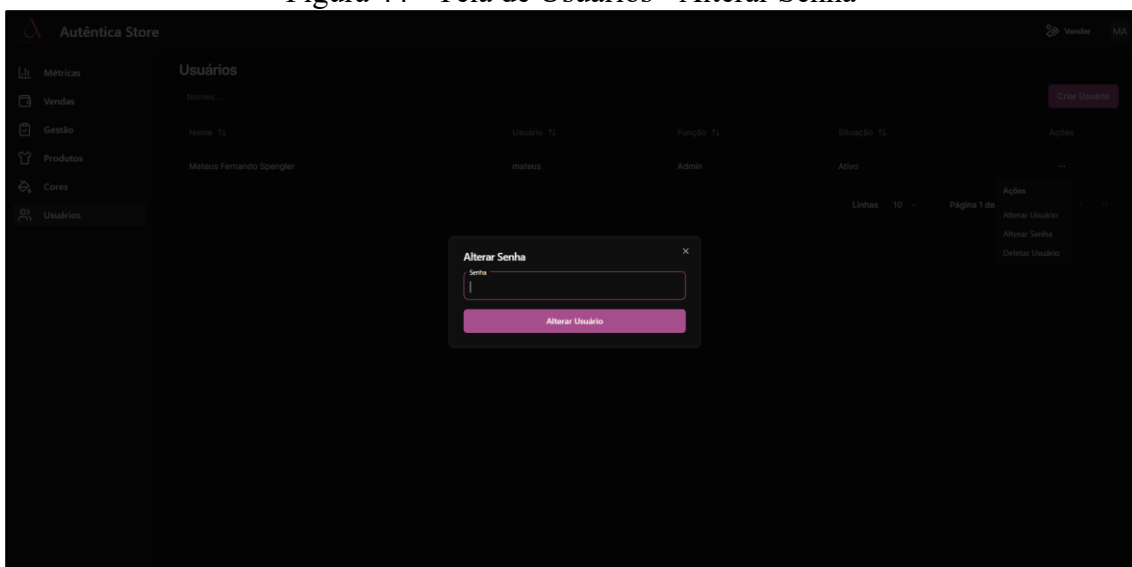 Figura 44 - Tela de Usuários - Alterar Senha
Autêntica Store
Vender MA
Métricas
Vendas
Gestão
Produtos
Cores
Usuários
Usuários
Nomes...
Criar Usuário
Nome Usuário Função Situação Ações
Mateus Fernando Spengler mateus Admin Ativo ...
Linhas 10 Página 1 de
Ações
Alterar Usuário
Alterar Senha
Deletar Usuário
Alterar Senha
Senha
Alterar Usuário